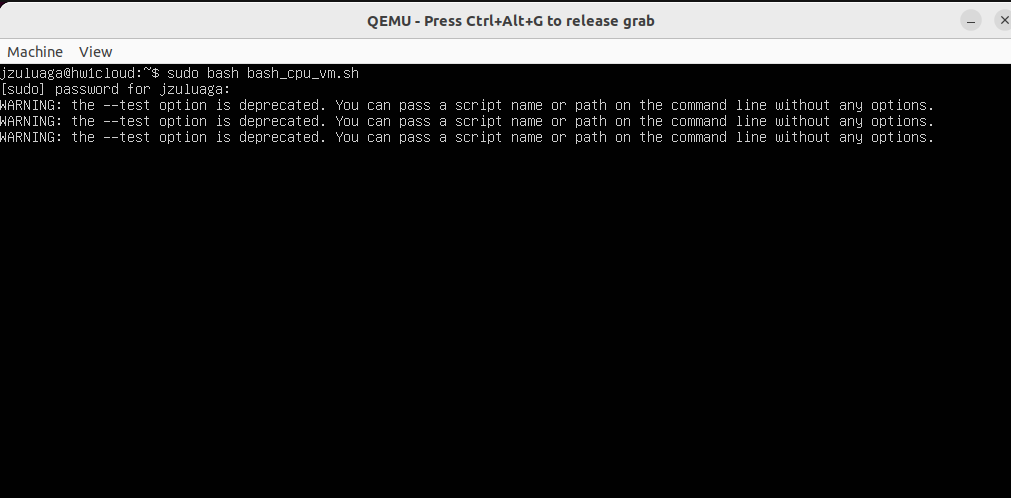 QEMU - Press Ctrl+Alt+G to release grab
Machine View
jzuluaga@hw1cloud:~$ sudo bash bash_cpu_vm.sh
[sudo] password for jzuluaga:
WARNING: the --test option is deprecated. You can pass a script name or path on the command line without any options.
WARNING: the --test option is deprecated. You can pass a script name or path on the command line without any options.
WARNING: the --test option is deprecated. You can pass a script name or path on the command line without any options.